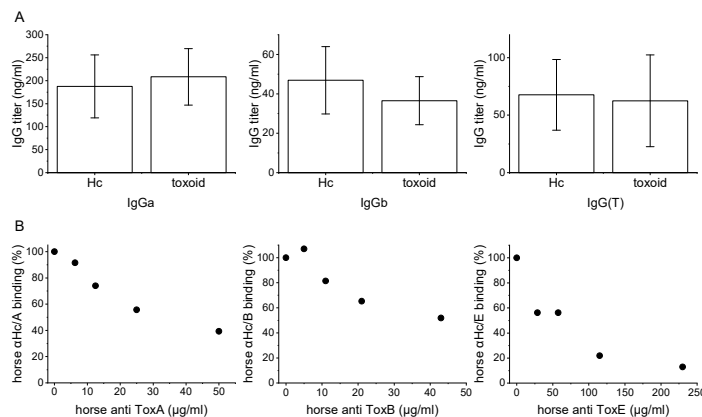 A
IgG titer (ng/ml)
300
250
200
150
100
50
0
Hc
toxoid
IgGa
IgG titer (ng/ml)
60
40
20
0
Hc
toxoid
IgGb
IgG titer (ng/ml)
100
50
0
Hc
toxoid
IgG(T)
B
horse αHc/A binding (%)
100
80
60
40
20
0
0 10 20 30 40 50
horse anti ToxA (µg/ml)
horse αHc/B binding (%)
100
80
60
40
20
0
0 10 20 30 40 50
horse anti ToxB (µg/ml)
horse αHc/E binding (%)
100
80
60
40
20
0
0 50 100 150 200 250
horse anti ToxE (µg/ml)